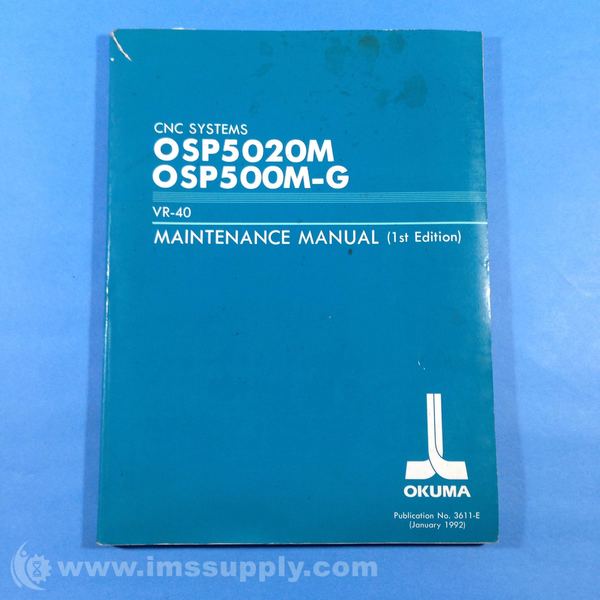 CNC SYSTEMS
OSP5020M
OSP500M-G
VR-40
MAINTENANCE MANUAL (1st Edition)
OKUMA
Publication No. 3611-E
(January 1992)
www.imssupply.com